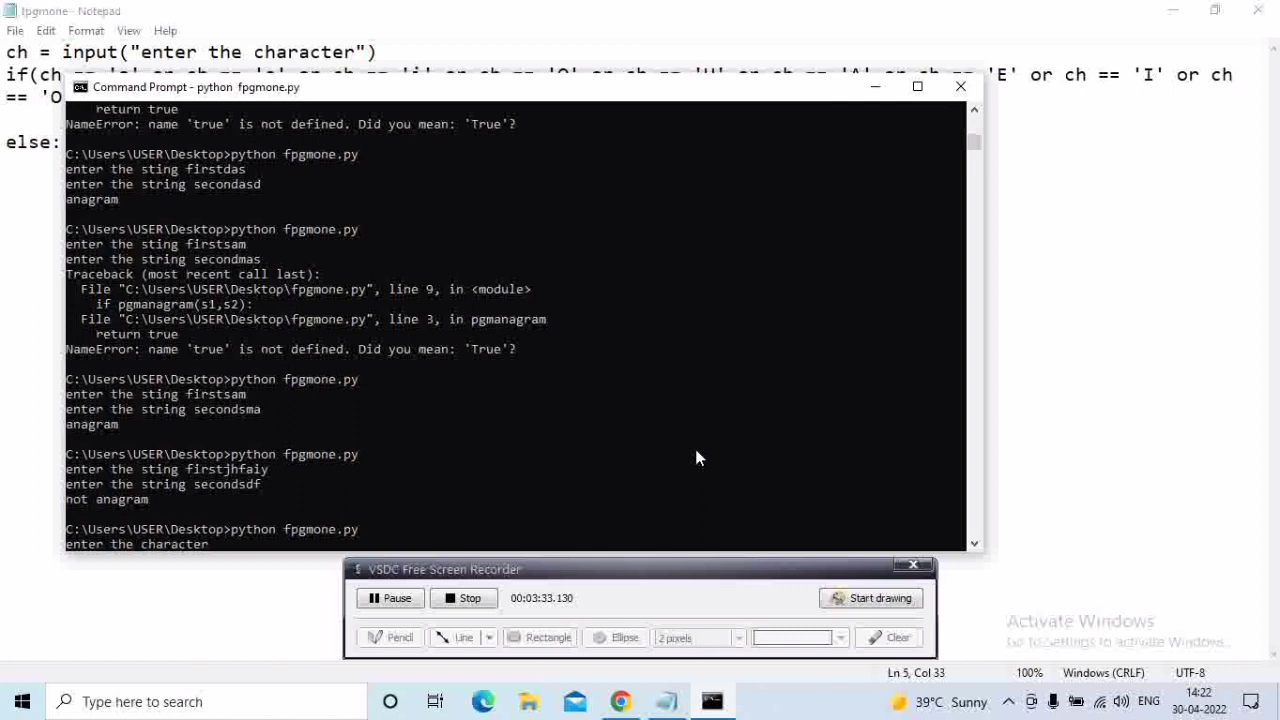 fpgmone - Notepad
File Edit Format View Help
ch = input("enter the character")
'E' or ch == 'I' or ch
== 'O
else:
Command Prompt - python fpgmone.py
return true
NameError: name 'true' is not defined. Did you mean: 'True'?
C:\Users\USER\Desktop>python fpgmone.py
enter the sting firstdas
enter the string secondasd
anagram
C:\Users\USER\Desktop>python fpgmone.py
enter the sting firstsam
enter the string secondmas
Traceback (most recent call last):
File "C:\Users\USER\Desktop\fpgmone.py", line 9, in <module>
if pgmanagram(s1,s2):
File "C:\Users\USER\Desktop\fpgmone.py", line 3, in pgmanagram
return true
NameError: name 'true' is not defined. Did you mean: 'True'?
C:\Users\USER\Desktop>python fpgmone.py
enter the sting firstsam
enter the string secondsma
anagram
C:\Users\USER\Desktop>python fpgmone.py
enter the sting firstjhfaiy
enter the string secondsdf
not anagram
C:\Users\USER\Desktop>python fpgmone.py
enter the character
VSDC Free Screen Recorder
Pause Stop 00:03:33.130 Start drawing
Pencil Line Rectangle Ellipse 2 pixels Clear
Activate Windows
Go to Settings to activate Windows.
Ln 5, Col 33 100% Windows (CRLF) UTF-8
Type here to search
39°C Sunny ENG 14:22
30-04-2022